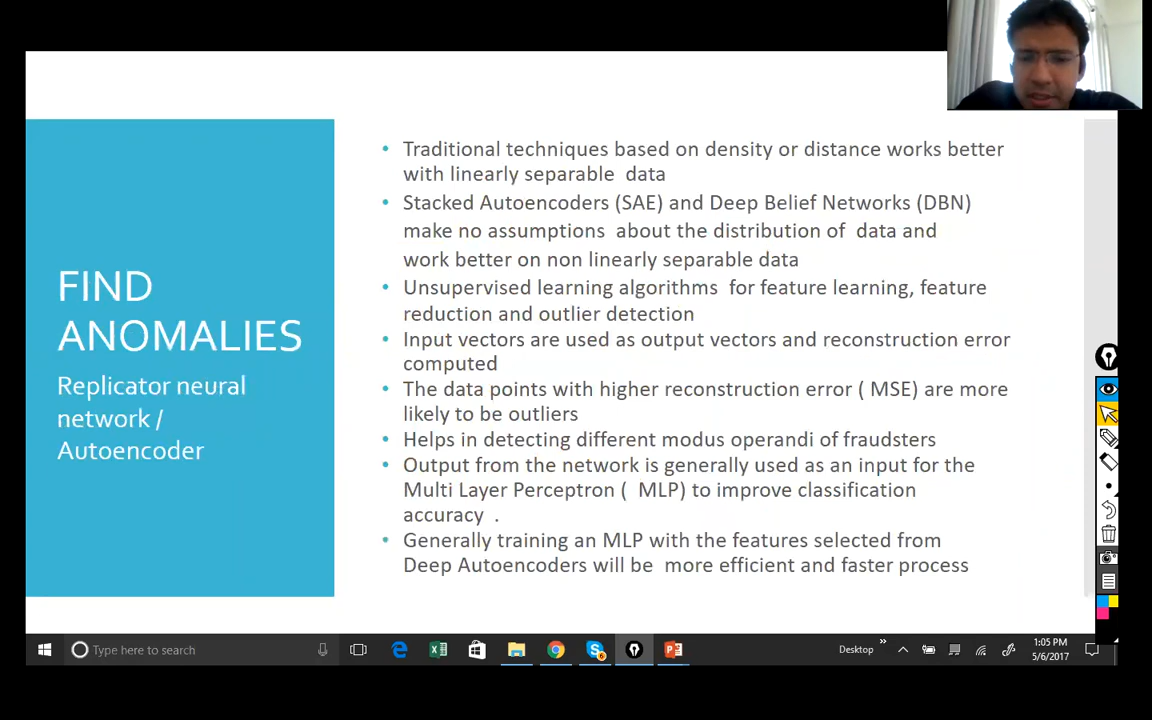 FIND
ANOMALIES
Replicator neural
network /
Autoencoder
• Traditional techniques based on density or distance works better
with linearly separable data
• Stacked Autoencoders (SAE) and Deep Belief Networks (DBN)
make no assumptions about the distribution of data and
work better on non linearly separable data
• Unsupervised learning algorithms for feature learning, feature
reduction and outlier detection
• Input vectors are used as output vectors and reconstruction error
computed
• The data points with higher reconstruction error ( MSE) are more
likely to be outliers
• Helps in detecting different modus operandi of fraudsters
• Output from the network is generally used as an input for the
Multi Layer Perceptron ( MLP) to improve classification
accuracy .
• Generally training an MLP with the features selected from
Deep Autoencoders will be more efficient and faster process
Type here to search
Desktop
1:05 PM
5/6/2017